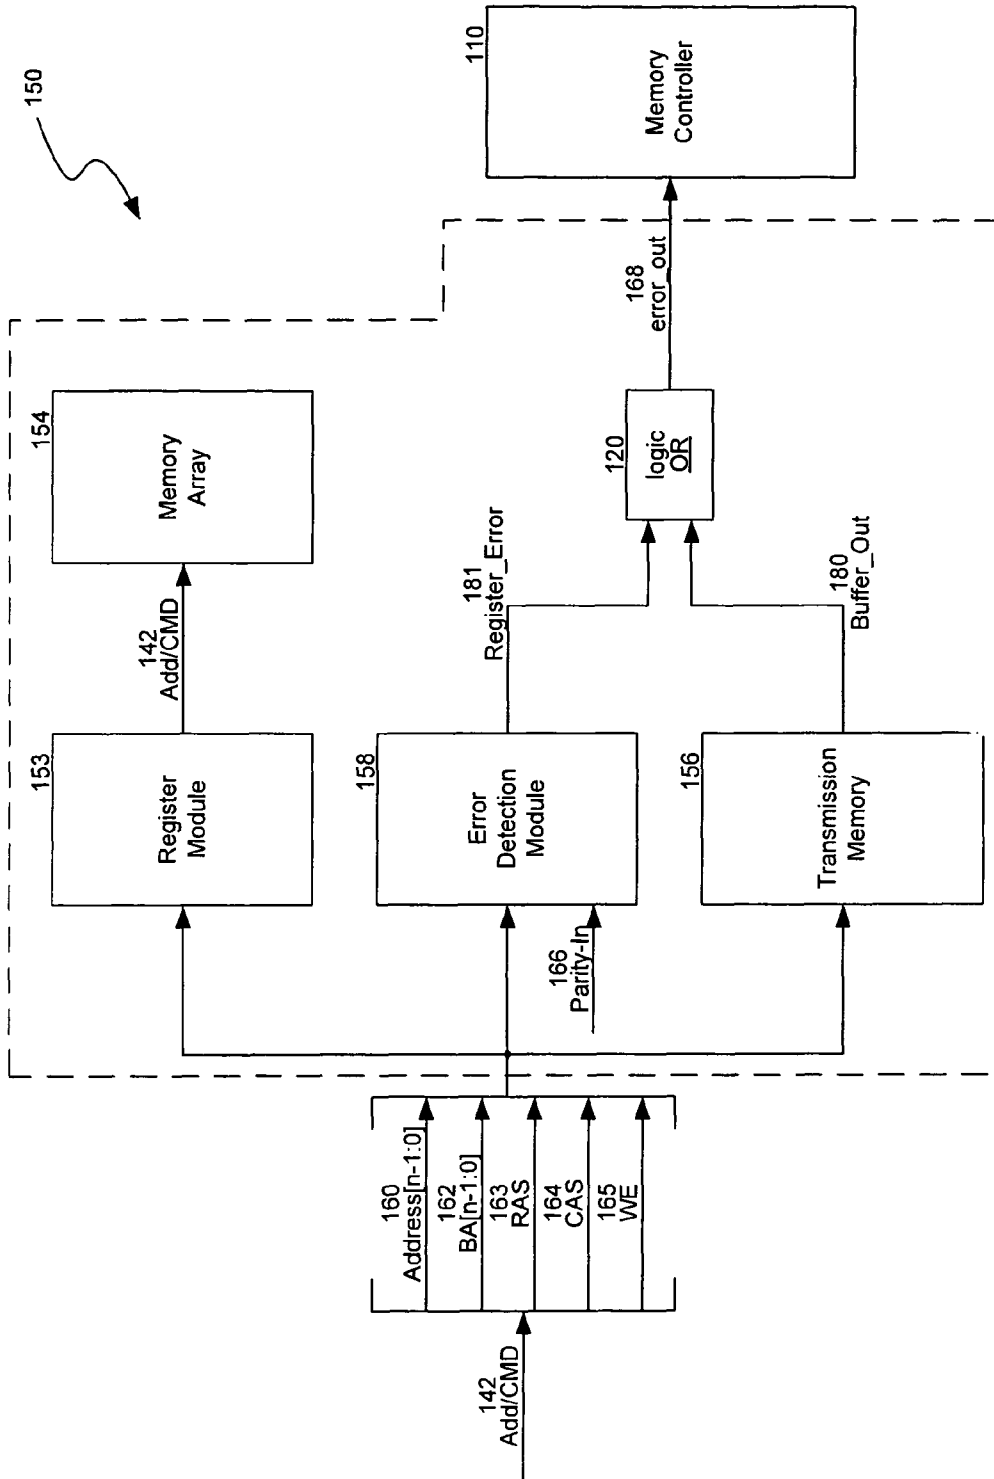 150
110
Memory
Controller
154
Memory
Array
168
error_out
120
logic
OR
142
Add/CMD
181
Register_Error
180
Buffer_Out
153
Register
Module
158
Error
Detection
Module
156
Transmission
Memory
166
Parity-In
160
Address[n-1:0]
162
BA[n-1:0]
163
RAS
164
CAS
165
WE
142
Add/CMD